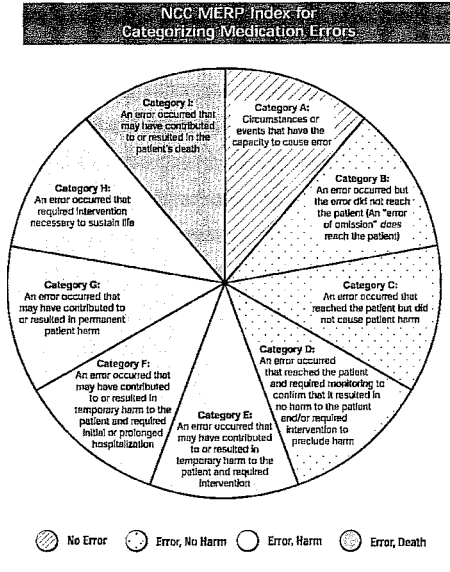 NCC MERP Index for
Categorizing Medication Errors
Category I:
An error occurred that
may have contributed
to or resulted in the
patient's death
Category A:
Circumstances or
events that have the
capacity to cause error
Category B:
An error occurred but
the error did not reach
the patient (An "error
of omission" does
reach the patient)
Category H:
An error occurred that
required intervention
necessary to sustain life
Category C:
An error occurred that
reached the patient but did
not cause patient harm
Category G:
An error occurred that
may have contributed to
or resulted in permanent
patient harm
Category D:
An error occurred
that reached the patient
and required monitoring to
confirm that it resulted in
no harm to the patient
and/or required
intervention to
preclude harm
Category F:
An error occurred that
may have contributed
to or resulted in
temporary harm to the
patient and required
initial or prolonged
hospitalization
Category E:
An error occurred that
may have contributed
to or resulted in
temporary harm to the
patient and required
intervention
No Error
Error, No Harm
Error, Harm
Error, Death